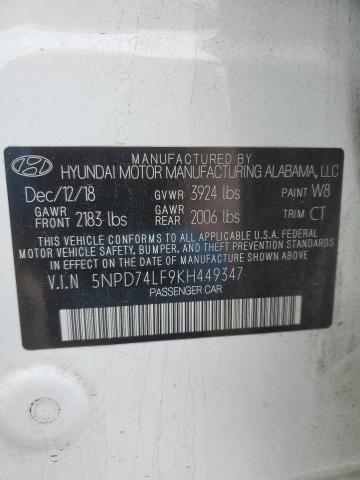 MANUFACTURED BY
HYUNDAI MOTOR MANUFACTURING ALABAMA, LLC
Dec/12/18 GVWR 3924 lbs PAINT W8
GAWR FRONT 2183 lbs GAWR REAR 2006 lbs TRIM CT
THIS VEHICLE CONFORMS TO ALL APPLICABLE U.S.A. FEDERAL
MOTOR VEHICLE SAFETY, BUMPER, AND THEFT PREVENTION STANDARDS
IN EFFECT ON THE DATE OF MANUFACTURE SHOWN ABOVE.
V.I.N 5NPD74LF9KH449347
PASSENGER CAR